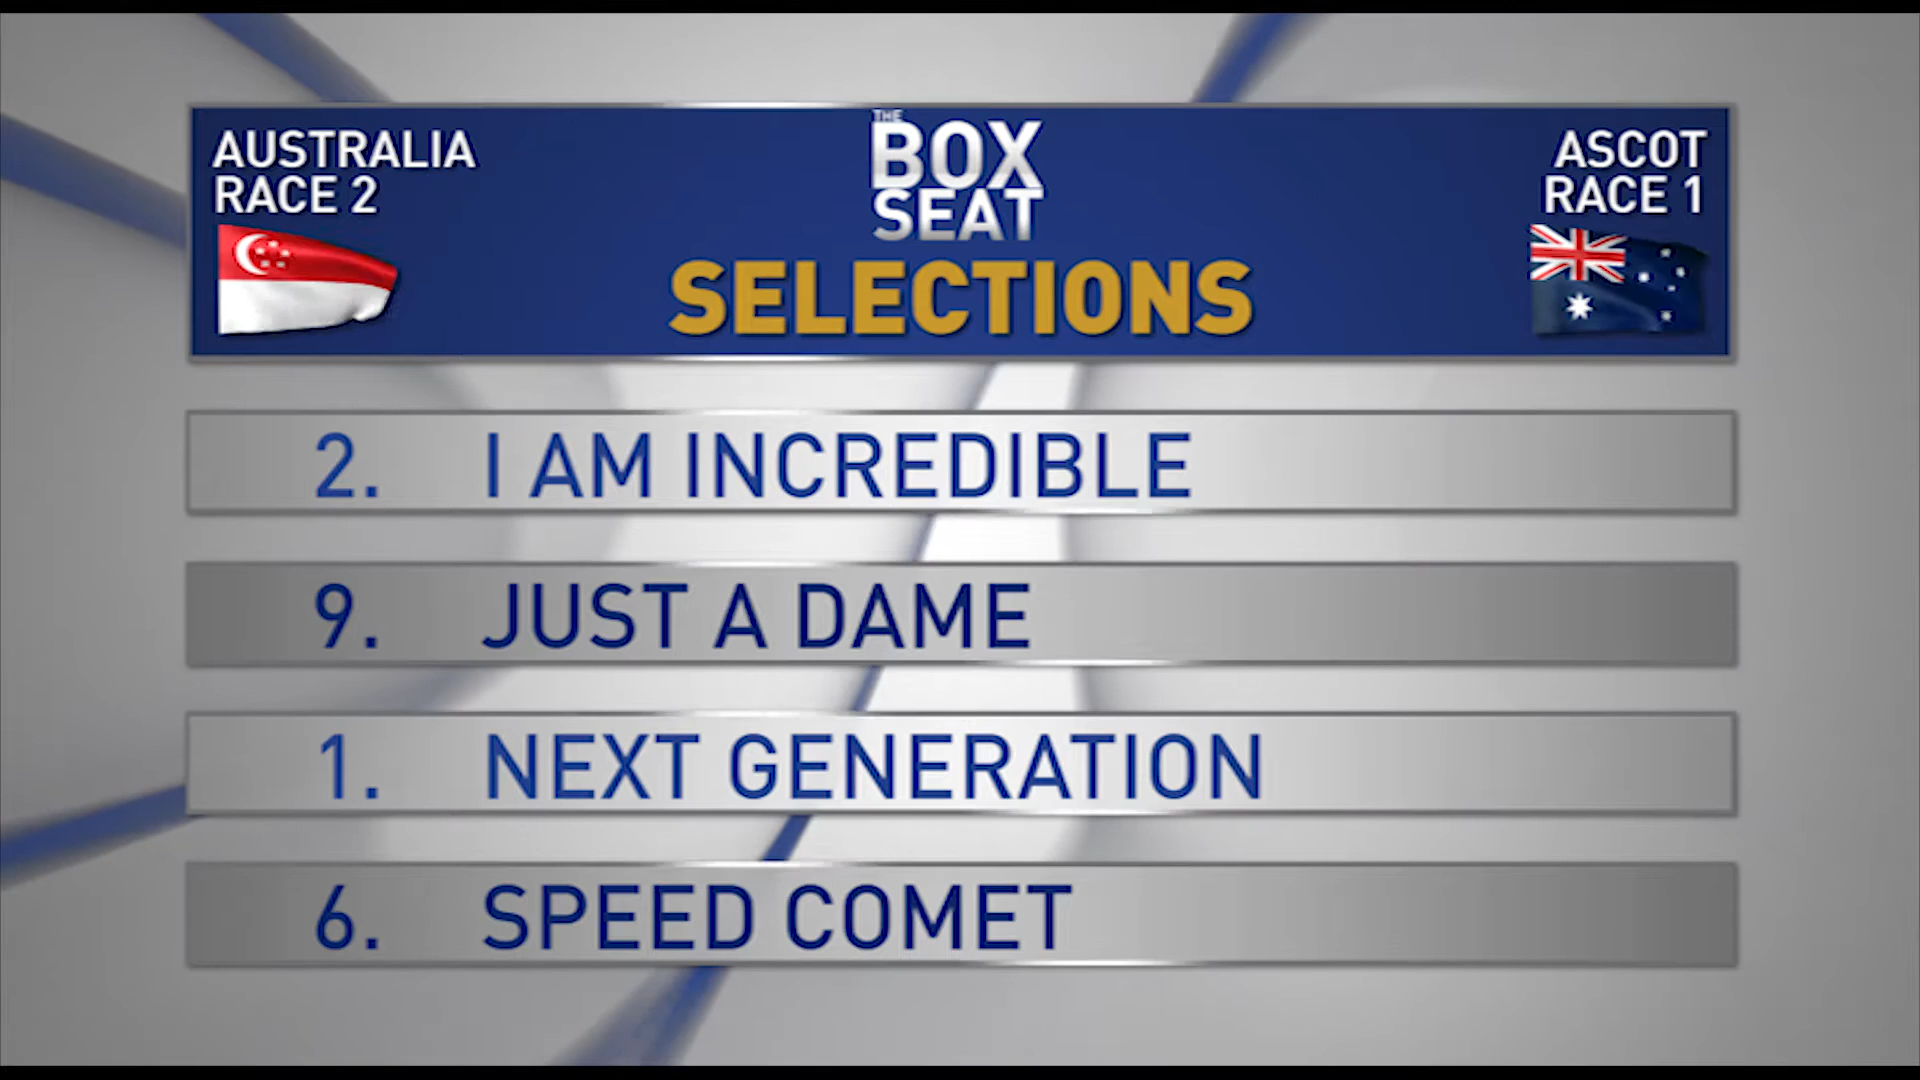 AUSTRALIA
RACE 2
THE
BOX
SEAT
SELECTIONS
ASCOT
RACE 1
2. I AM INCREDIBLE
9. JUST A DAME
1. NEXT GENERATION
6. SPEED COMET